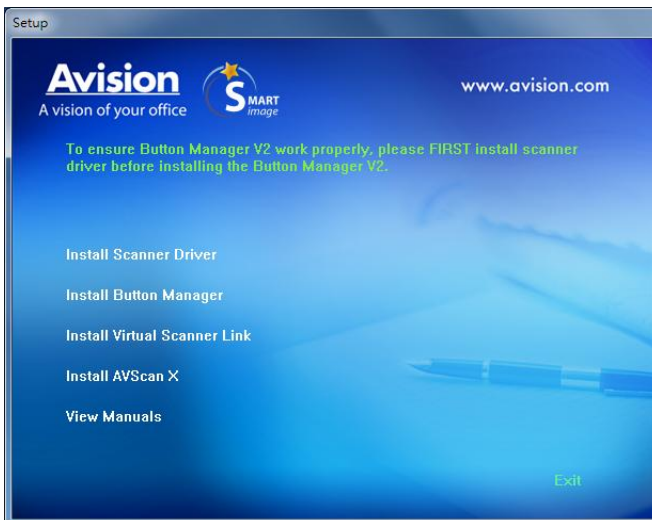 Setup
Avision
A vision of your office
SMART
image
www.avision.com
To ensure Button Manager V2 work properly, please FIRST install scanner
driver before installing the Button Manager V2.
Install Scanner Driver
Install Button Manager
Install Virtual Scanner Link
Install AVScan X
View Manuals
Exit